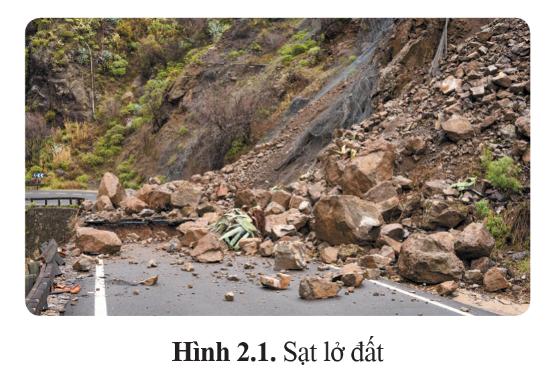 Hình 2.1. Sạt lở đất